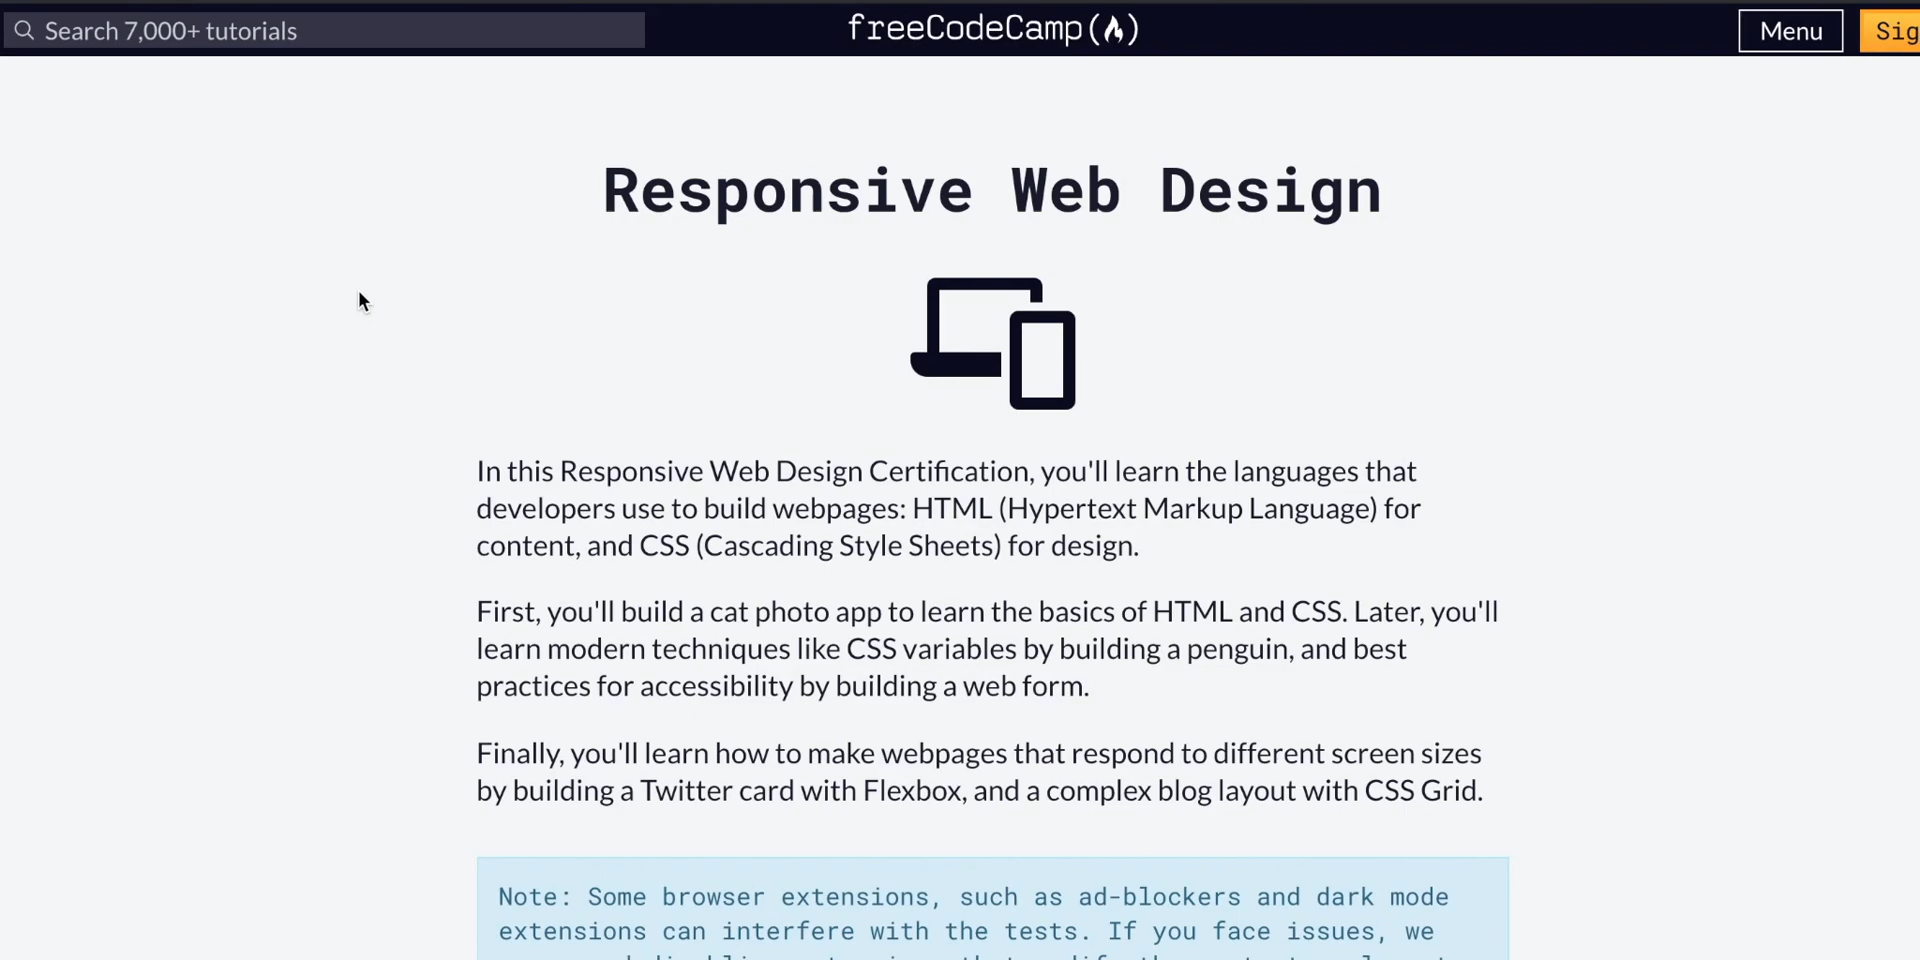 Search 7,000+ tutorials
freeCodeCamp
Menu
Responsive Web Design
In this Responsive Web Design Certification, you'll learn the languages that
developers use to build webpages: HTML (Hypertext Markup Language) for
content, and CSS (Cascading Style Sheets) for design.
First, you'll build a cat photo app to learn the basics of HTML and CSS. Later, you'll
learn modern techniques like CSS variables by building a penguin, and best
practices for accessibility by building a web form.
Finally, you'll learn how to make webpages that respond to different screen sizes
by building a Twitter card with Flexbox, and a complex blog layout with CSS Grid.
Note: Some browser extensions, such as ad-blockers and dark mode
extensions can interfere with the tests. If you face issues, we